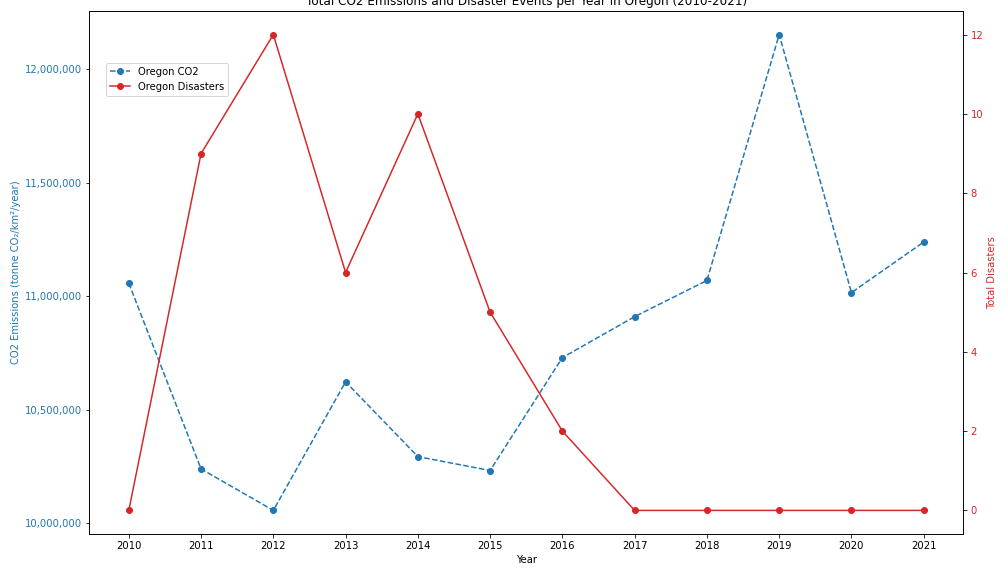 Total CO2 Emissions and Disaster Events per Year in Oregon (2010-2021)
12,000,000
11,500,000
11,000,000
10,500,000
10,000,000
CO2 Emissions (tonne CO₂/km²/year)
Oregon CO2
Oregon Disasters
12
10
8
6
4
2
0
Total Disasters
2010 2011 2012 2013 2014 2015 2016 2017 2018 2019 2020 2021
Year